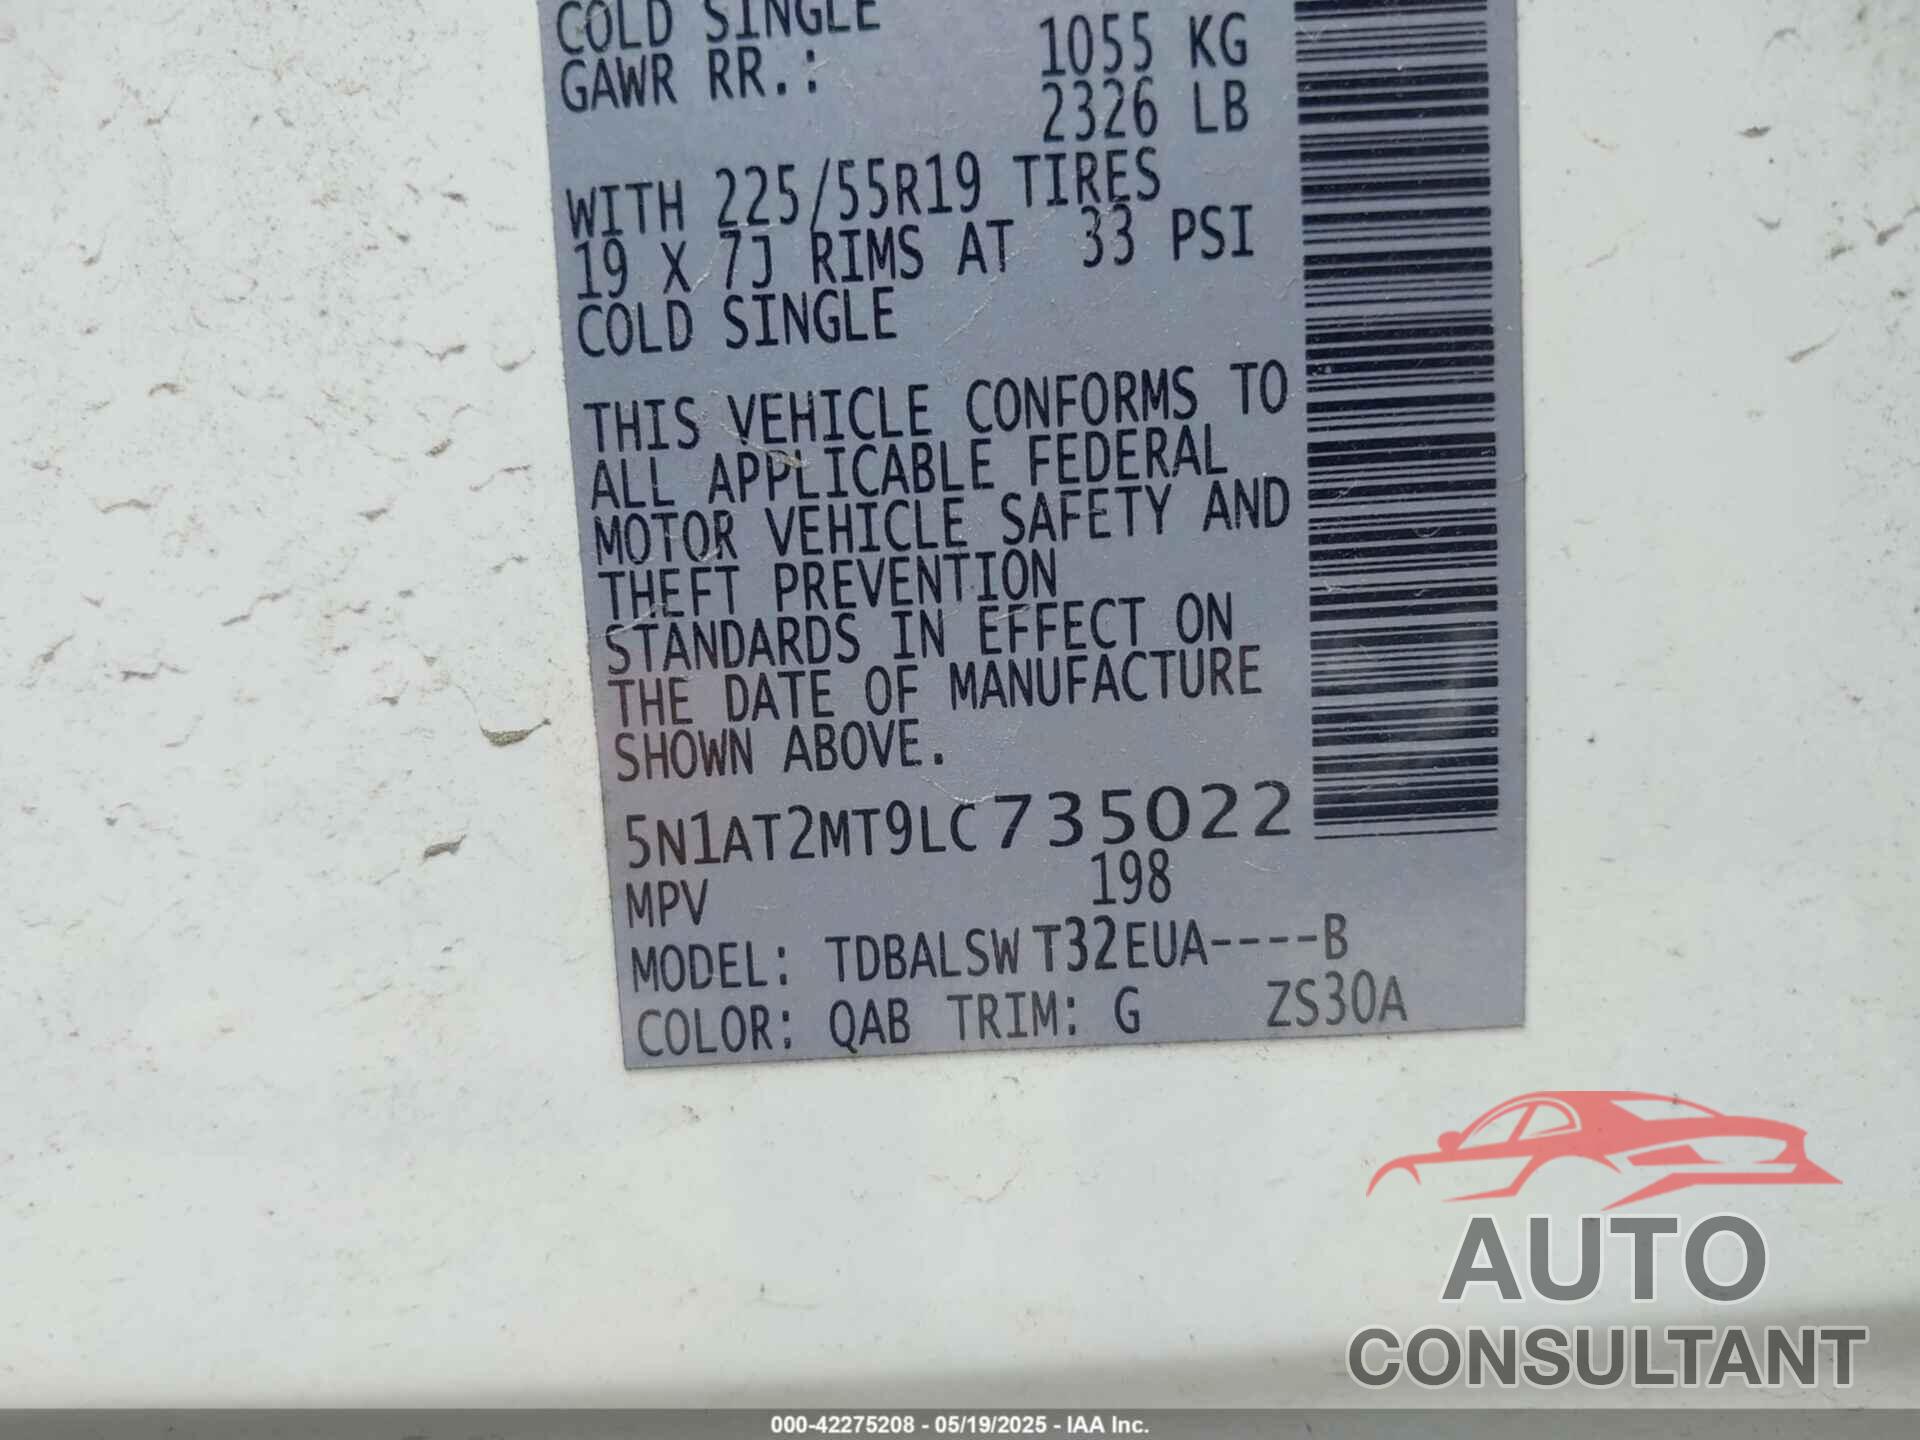 COLD SINGLE
GAWR RR.: 1055 KG
2326 LB
WITH 225/55R19 TIRES
19 X 7J RIMS AT 33 PSI
COLD SINGLE
THIS VEHICLE CONFORMS TO
ALL APPLICABLE FEDERAL
MOTOR VEHICLE SAFETY AND
THEFT PREVENTION
STANDARDS IN EFFECT ON
THE DATE OF MANUFACTURE
SHOWN ABOVE.
5N1AT2MT9LC735022
MPV 198
MODEL: TDBALSW T32EUA----B
COLOR: QAB TRIM: G ZS30A
AUTO
CONSULTANT
000-42275208 - 05/19/2025 - IAA Inc.